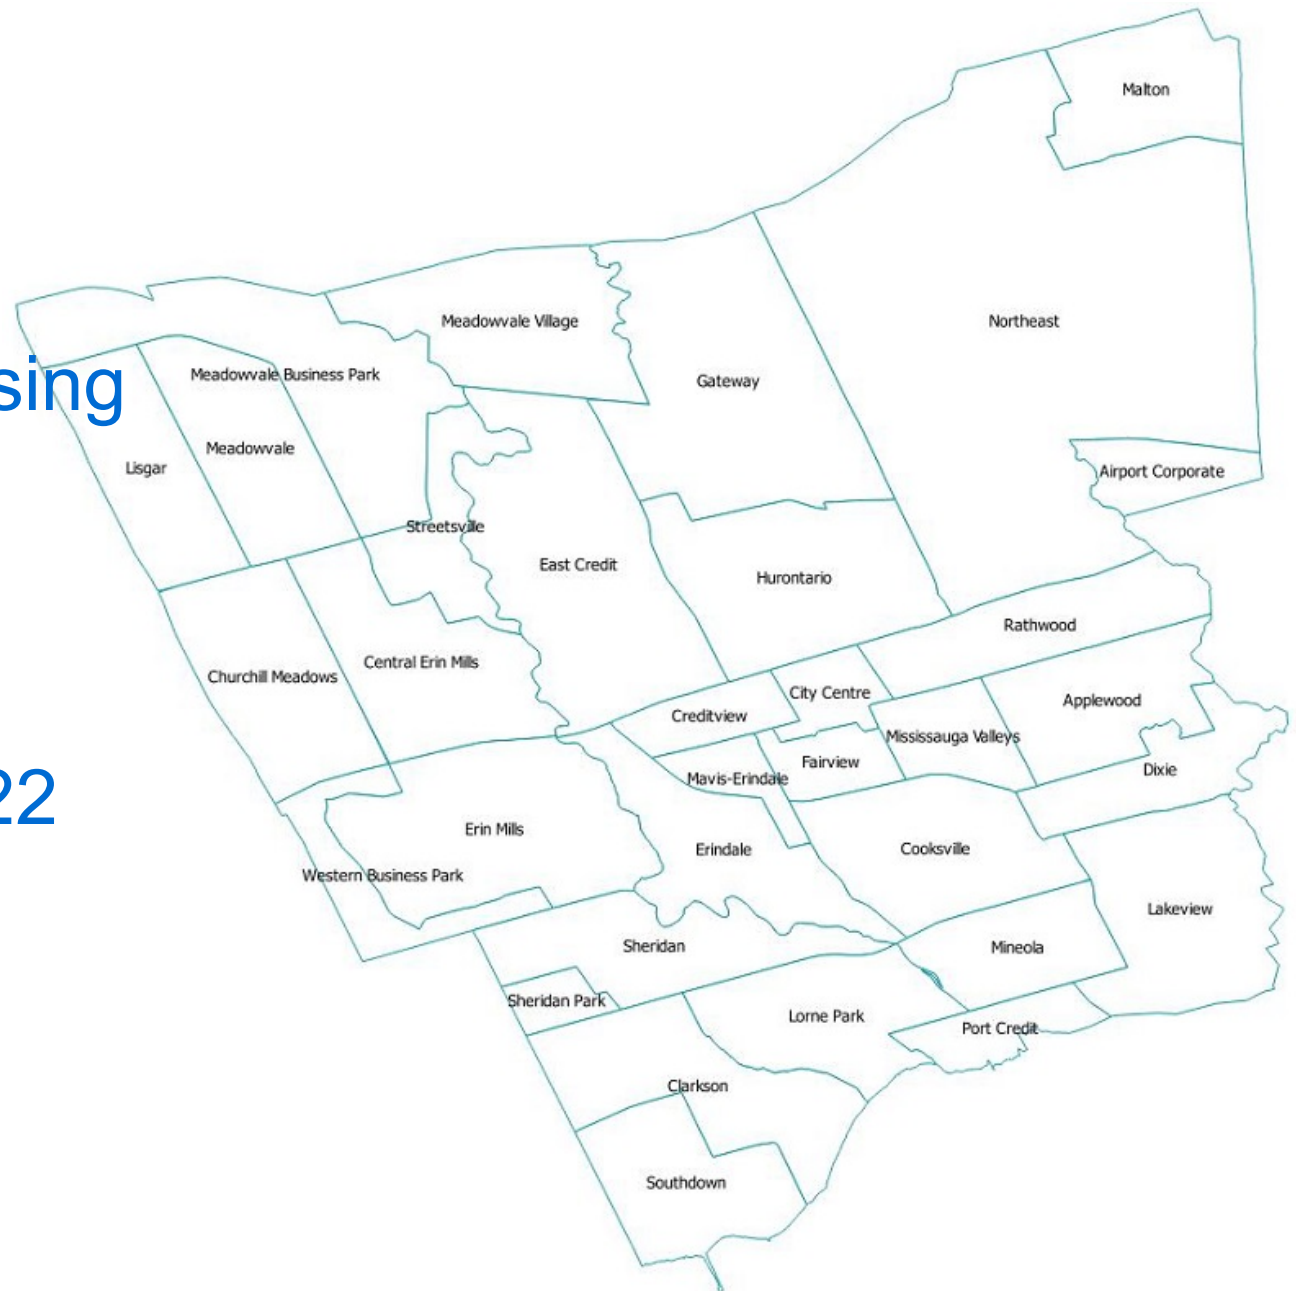 Malton
Northeast
Meadowvale Village
Gateway
sing
Meadowvale Business Park
Meadowvale
Lisgar
Airport Corporate
Streetsville
East Credit
Hurontario
Rathwood
Central Erin Mills
Churchill Meadows
City Centre
Applewood
Creditview
Mississauga Valleys
Fairview
Dixie
Mavis-Erindale
22
Erin Mills
Erindale
Cooksville
Western Business Park
Lakeview
Sheridan
Mineola
Sheridan Park
Lorne Park
Port Credit
Clarkson
Southdown